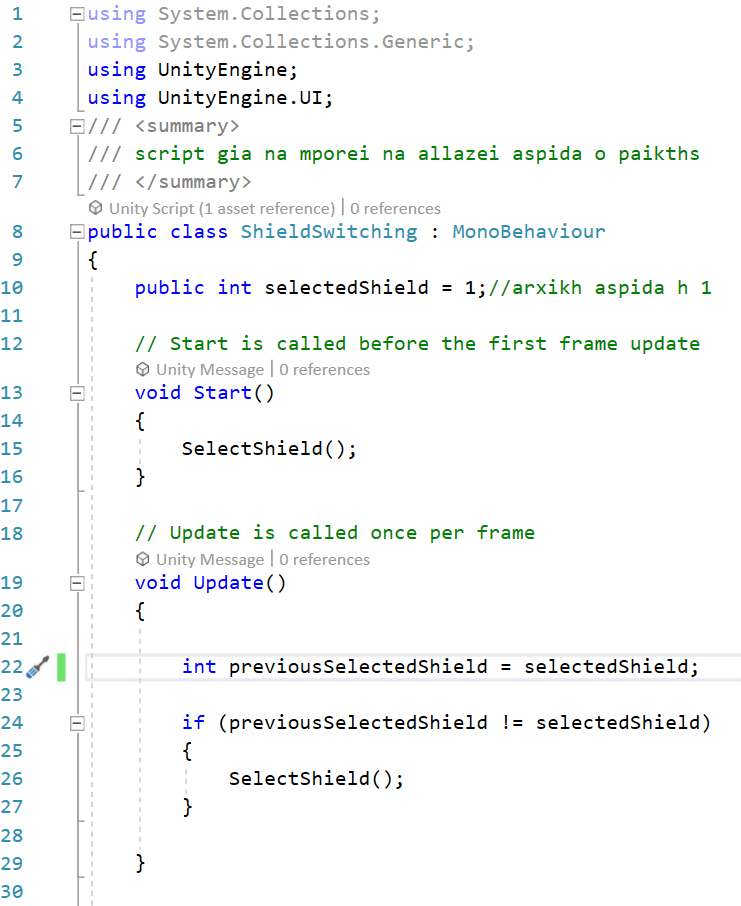 1 using System.Collections;
2 using System.Collections.Generic;
3 using UnityEngine;
4 using UnityEngine.UI;
5 /// <summary>
6 /// script gia na mporei na allazei aspida o paikths
7 /// </summary>
Unity Script (1 asset reference) | 0 references
8 public class ShieldSwitching : MonoBehaviour
9 {
10 public int selectedShield = 1;//arxikh aspida h 1
11
12 // Start is called before the first frame update
Unity Message | 0 references
13 void Start()
14 {
15 SelectShield();
16 }
17
18 // Update is called once per frame
Unity Message | 0 references
19 void Update()
20 {
21
22 int previousSelectedShield = selectedShield;
23
24 if (previousSelectedShield != selectedShield)
25 {
26 SelectShield();
27 }
28
29 }
30